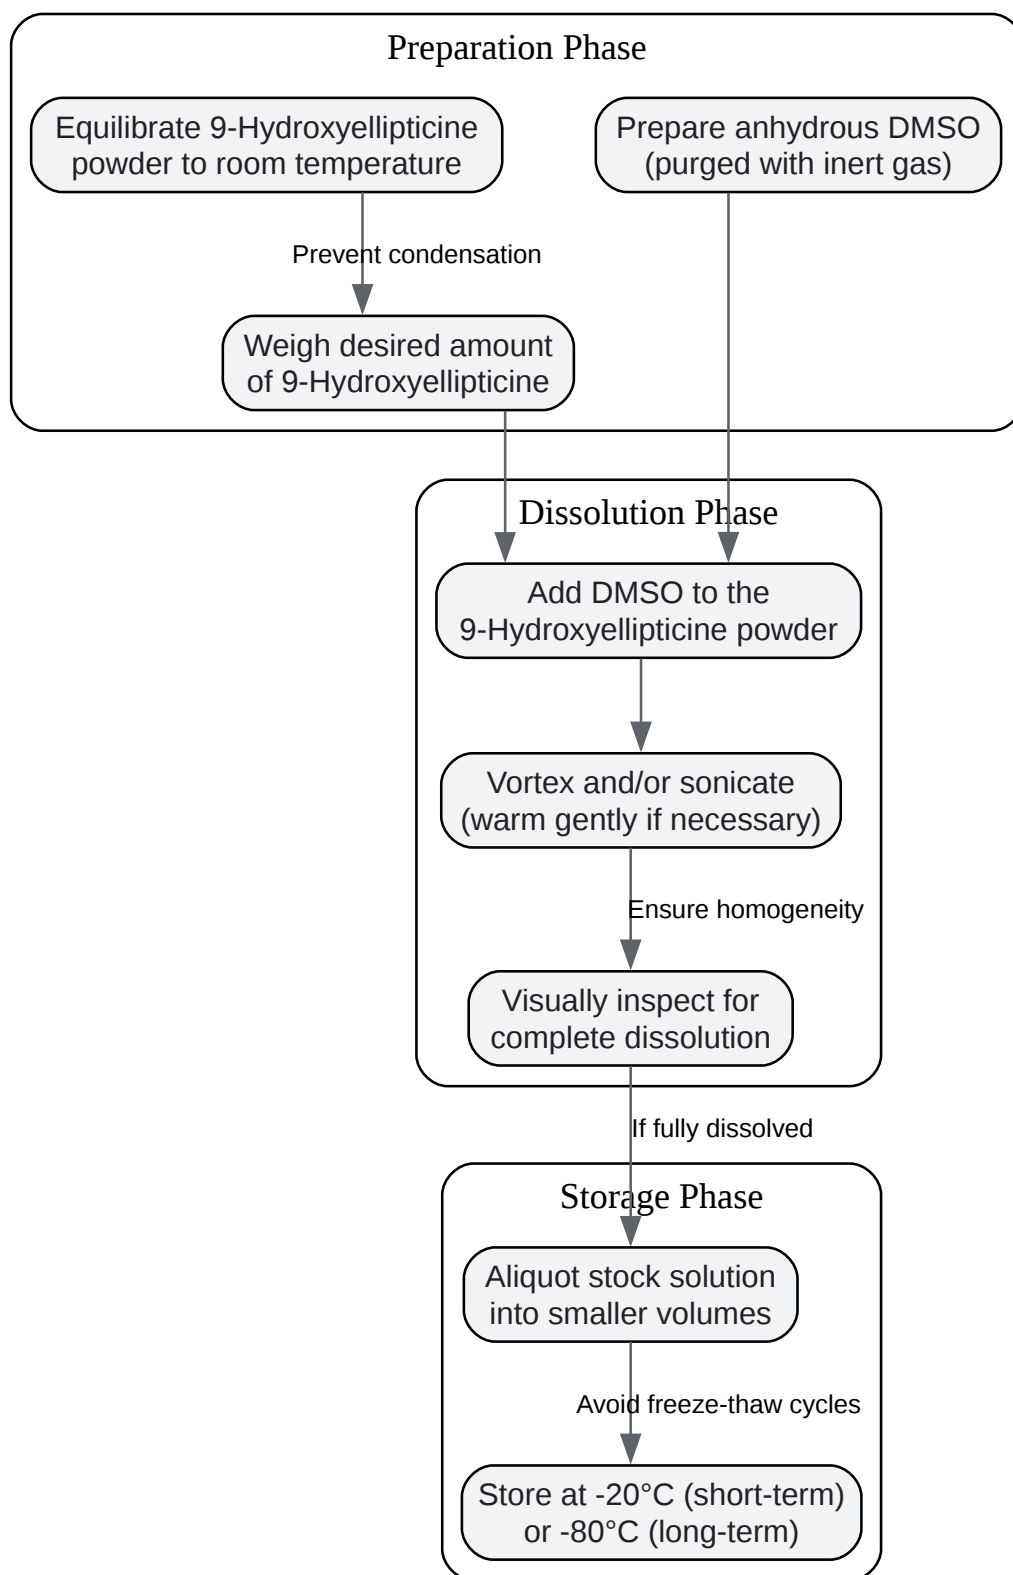 Preparation Phase
Equilibrate 9-Hydroxyellipticine
powder to room temperature
Prepare anhydrous DMSO
(purged with inert gas)
Prevent condensation
Weigh desired amount
of 9-Hydroxyellipticine
Dissolution Phase
Add DMSO to the
9-Hydroxyellipticine powder
Vortex and/or sonicate
(warm gently if necessary)
Ensure homogeneity
Visually inspect for
complete dissolution
If fully dissolved
Storage Phase
Aliquot stock solution
into smaller volumes
Avoid freeze-thaw cycles
Store at -20°C (short-term)
or -80°C (long-term)